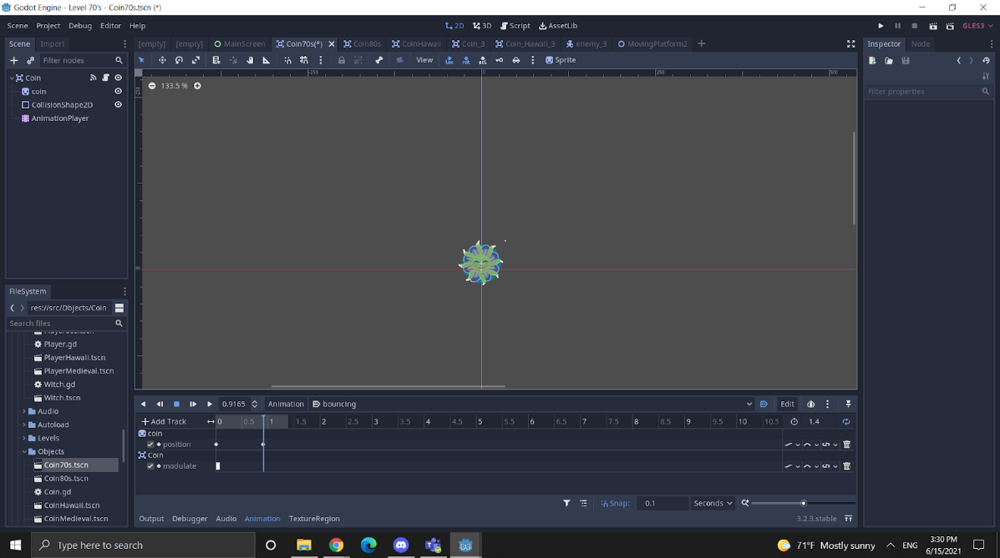 Godot Engine - Level 70's - Coin70s.tscn (*)
Scene Project Debug Editor Help
2D 3D Script AssetLib
GLES3
Scene Import
[empty] [empty] MainScreen Coin70s(*) Coin80s CoinHawaii Coin_3 Coin_Hawaii_3 enemy_3 MovingPlatform2
Inspector Node
Filter nodes
View Sprite
Coin
coin
CollisionShape2D
AnimationPlayer
-250 0 250 500
133.5 %
0
Filter properties
FileSystem
res://src/Objects/Coin
Search files
Player.gd
PlayerHawaii.tscn
PlayerMedieval.tscn
Witch.gd
Witch.tscn
Audio
Autoload
Levels
Objects
Coin70s.tscn
Coin80s.tscn
Coin.gd
CoinHawaii.tscn
CoinMedieval.tscn
0.9165 Animation bouncing Edit
Add Track 0 0.5 1 1.5 2 2.5 3 3.5 4 4.5 5 5.5 6 6.5 7 7.5 8 8.5 9 9.5 10 10.5 1.4
coin
position
Coin
modulate
Snap: 0.1 Seconds
Output Debugger Audio Animation TextureRegion 3.2.3.stable
Type here to search
71°F Mostly sunny ENG
3:30 PM
6/15/2021